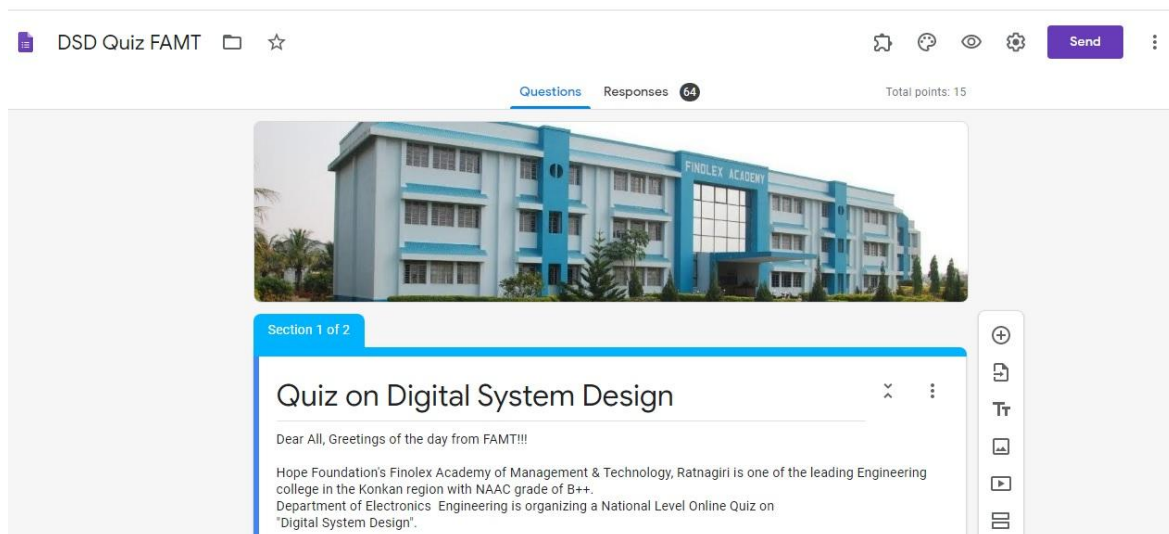 DSD Quiz FAMT
Send
Questions Responses 64
Total points: 15
FINOLEX ACADEMY
Section 1 of 2
Quiz on Digital System Design
Tт
Dear All, Greetings of the day from FAMT!!!
Hope Foundation's Finolex Academy of Management & Technology, Ratnagiri is one of the leading Engineering
college in the Konkan region with NAAC grade of B++.
Department of Electronics Engineering is organizing a National Level Online Quiz on
"Digital System Design".